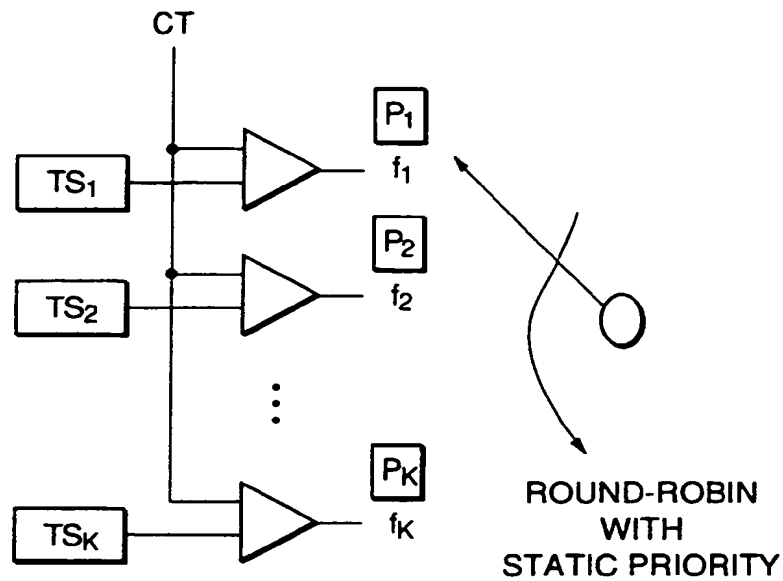 CT
P1
TS1
f1
P2
TS2
f2
PK
TSK
fK
ROUND-ROBIN
WITH
STATIC PRIORITY